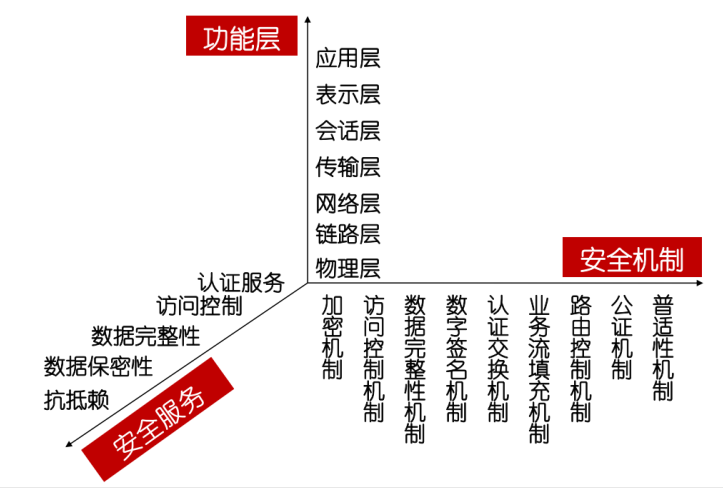 功能层
应用层
表示层
会话层
传输层
网络层
链路层
物理层
安全机制
认证服务
访问控制
数据完整性
数据保密性
抗抵赖
安全服务
加密机制
访问控制机制
数据完整性机制
数字签名机制
认证交换机制
业务流填充机制
路由控制机制
公证机制
普适性机制